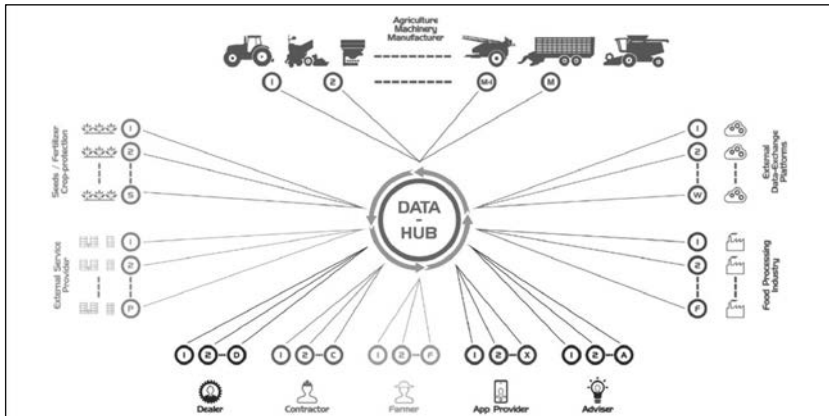 Agriculture
Machinery
Manufacturer
1
2
M-1
M
Seeds / Fertilizer
Crop-protection
1
2
S
External Service
Provider
1
2
P
DATA
-
HUB
1
2
W
External
Data-Exchange
Platforms
1
2
F
Food Processing
Industry
1 2 D
1 2 C
1 2 F
1 2 X
1 2 A
Dealer
Contractor
Farmer
App Provider
Adviser